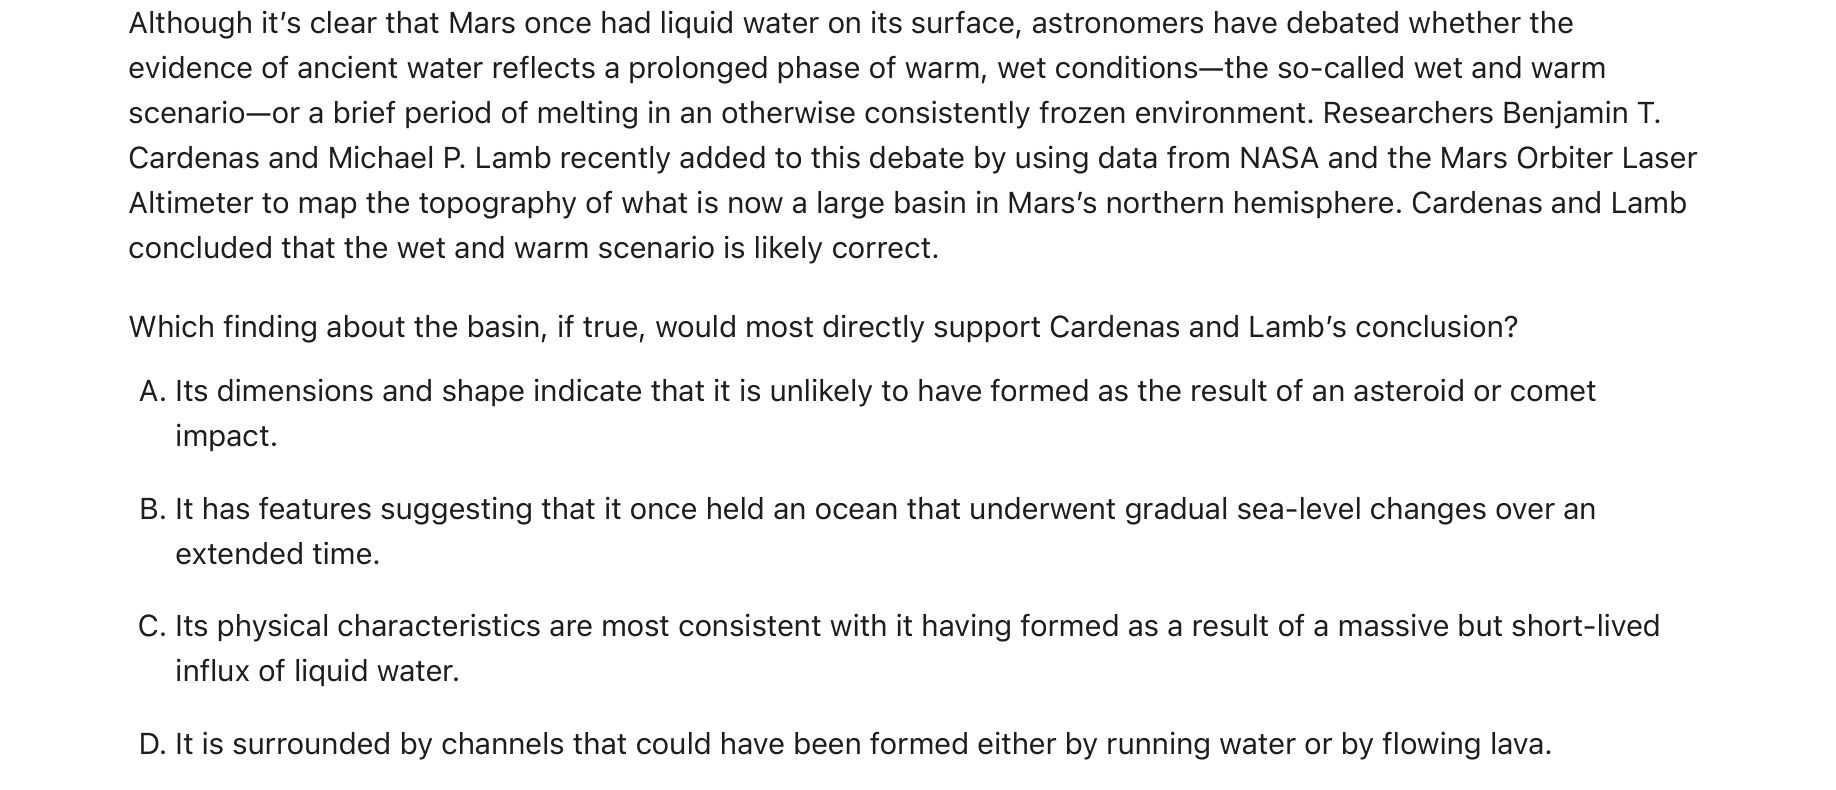 Although it’s clear that Mars once had liquid water on its surface, astronomers have debated whether the
evidence of ancient water reflects a prolonged phase of warm, wet conditions—the so-called wet and warm
scenario—or a brief period of melting in an otherwise consistently frozen environment. Researchers Benjamin T.
Cardenas and Michael P. Lamb recently added to this debate by using data from NASA and the Mars Orbiter Laser
Altimeter to map the topography of what is now a large basin in Mars’s northern hemisphere. Cardenas and Lamb
concluded that the wet and warm scenario is likely correct.
Which finding about the basin, if true, would most directly support Cardenas and Lamb’s conclusion?
A. Its dimensions and shape indicate that it is unlikely to have formed as the result of an asteroid or comet
impact.
B. It has features suggesting that it once held an ocean that underwent gradual sea-level changes over an
extended time.
C. Its physical characteristics are most consistent with it having formed as a result of a massive but short-lived
influx of liquid water.
D. It is surrounded by channels that could have been formed either by running water or by flowing lava.